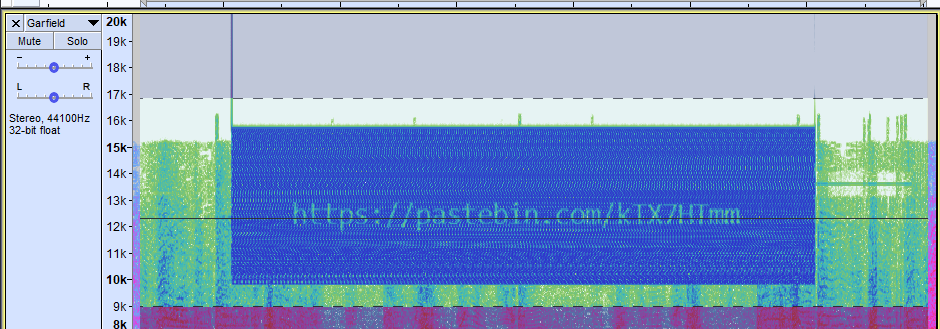 × Garfield ▼
Mute Solo
- +
L R
Stereo, 44100Hz
32-bit float
20k
19k
18k
17k
16k
15k
14k
13k
12k
11k
10k
9k
8k
https://pastebin.com/kTX7HTmm